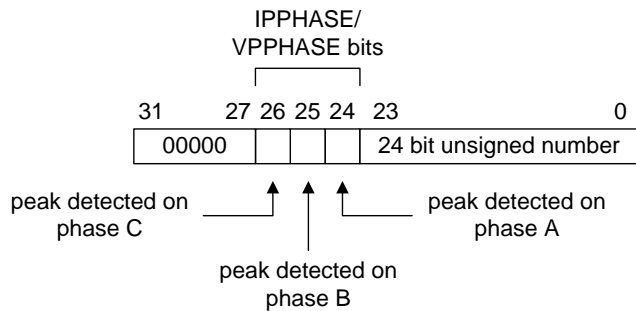 IPPHASE/
VPPHASE bits
31 27 26 25 24 23 0
00000 24 bit unsigned number
peak detected on
phase C
peak detected on
phase A
peak detected on
phase B